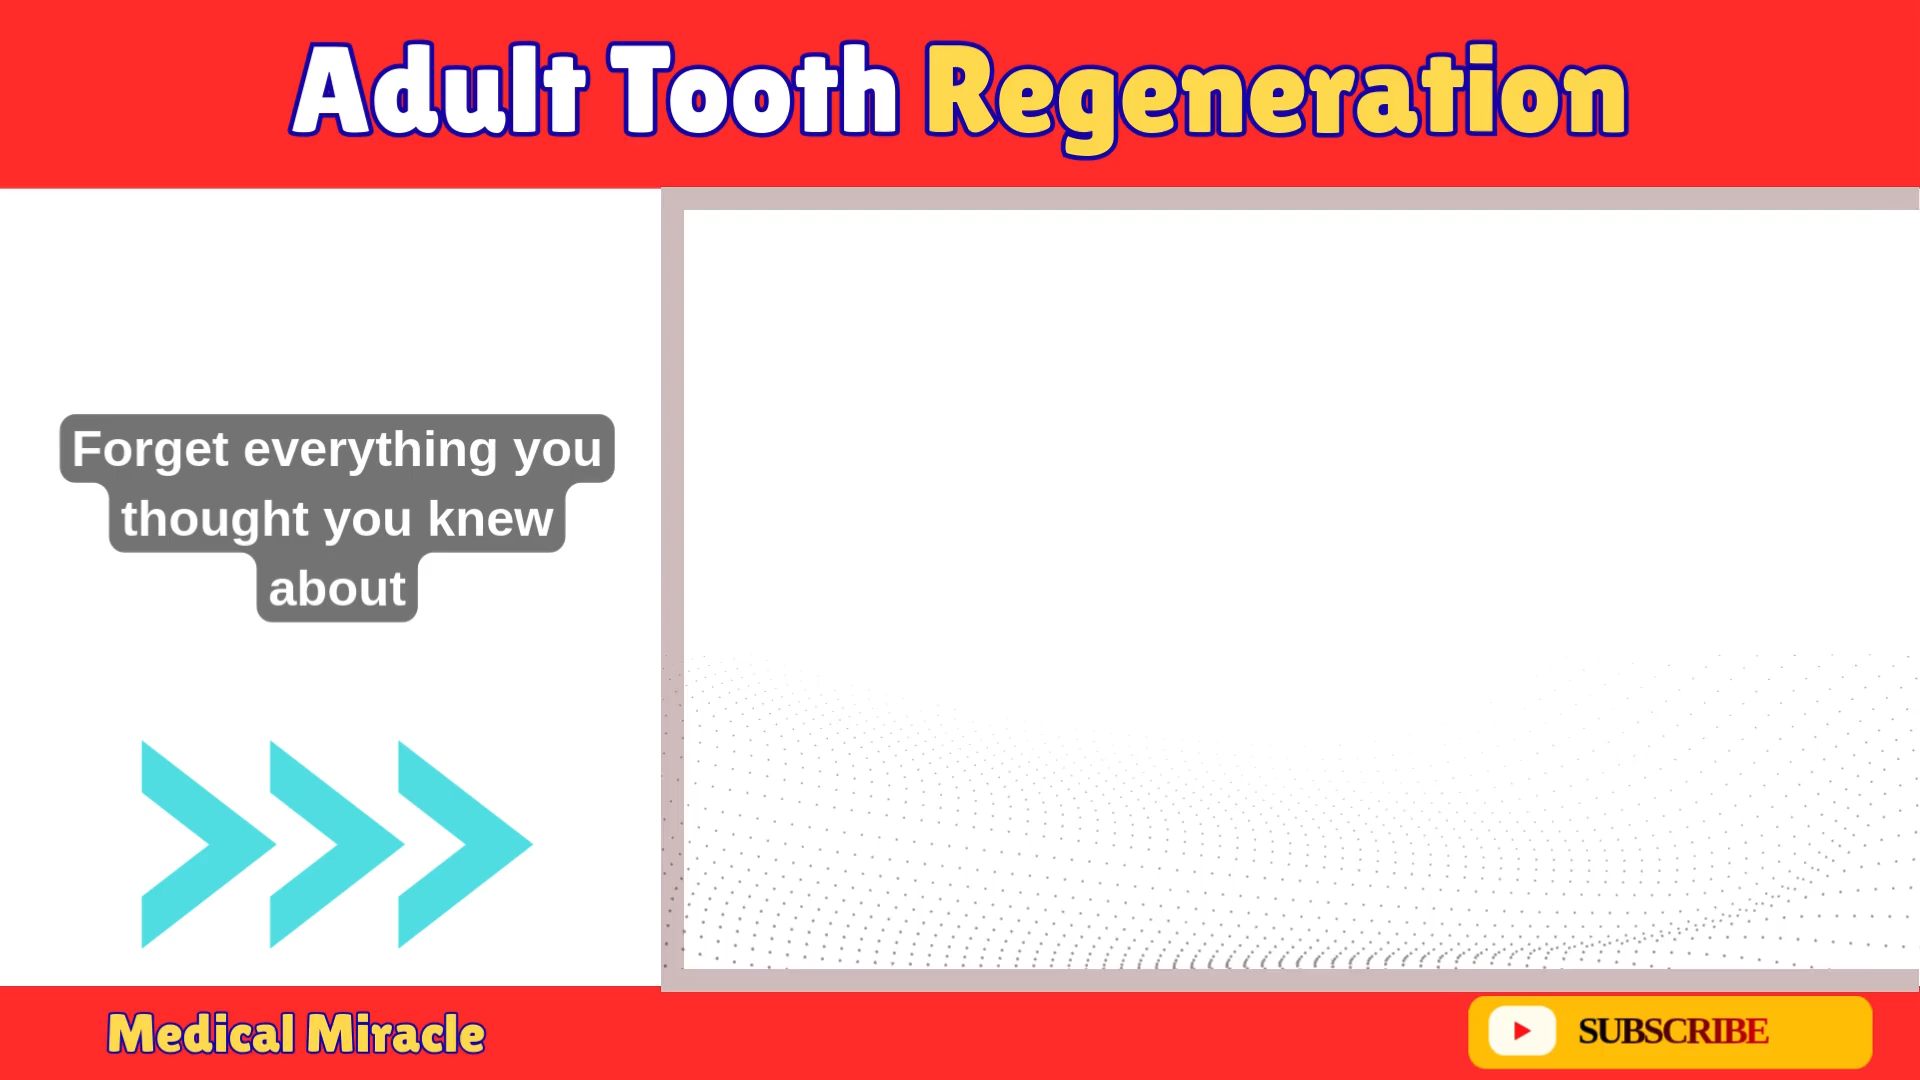 Adult Tooth Regeneration
Forget everything you
thought you knew
about
Medical Miracle
SUBSCRIBE